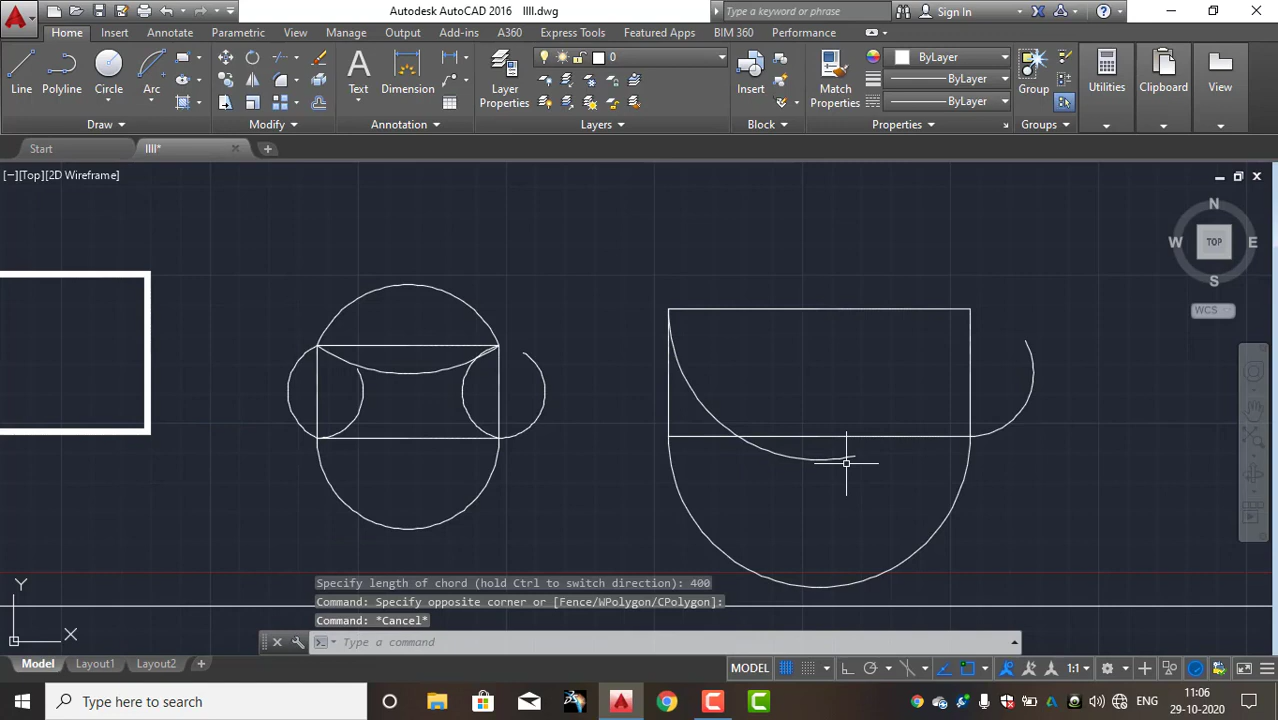 Autodesk AutoCAD 2016 IIII.dwg
Type a keyword or phrase
Sign In
Home Insert Annotate Parametric View Manage Output Add-ins A360 Express Tools Featured Apps BIM 360 Performance
Line Polyline Circle Arc
Text Dimension
Layer
Properties
0
Insert
Match
Properties
ByLayer
ByLayer
ByLayer
Group
Utilities
Clipboard
View
Draw Modify Annotation Layers Block Properties Groups
Start
IIII*
[−][Top][2D Wireframe]
N
W TOP E
S
WCS
Y
X
Specify length of chord (hold Ctrl to switch direction): 400
Command: Specify opposite corner or [Fence/WPolygon/CPolygon]:
Command: *Cancel*
Type a command
Model Layout1 Layout2
MODEL
1:1
Type here to search
ENG
11:06
29-10-2020